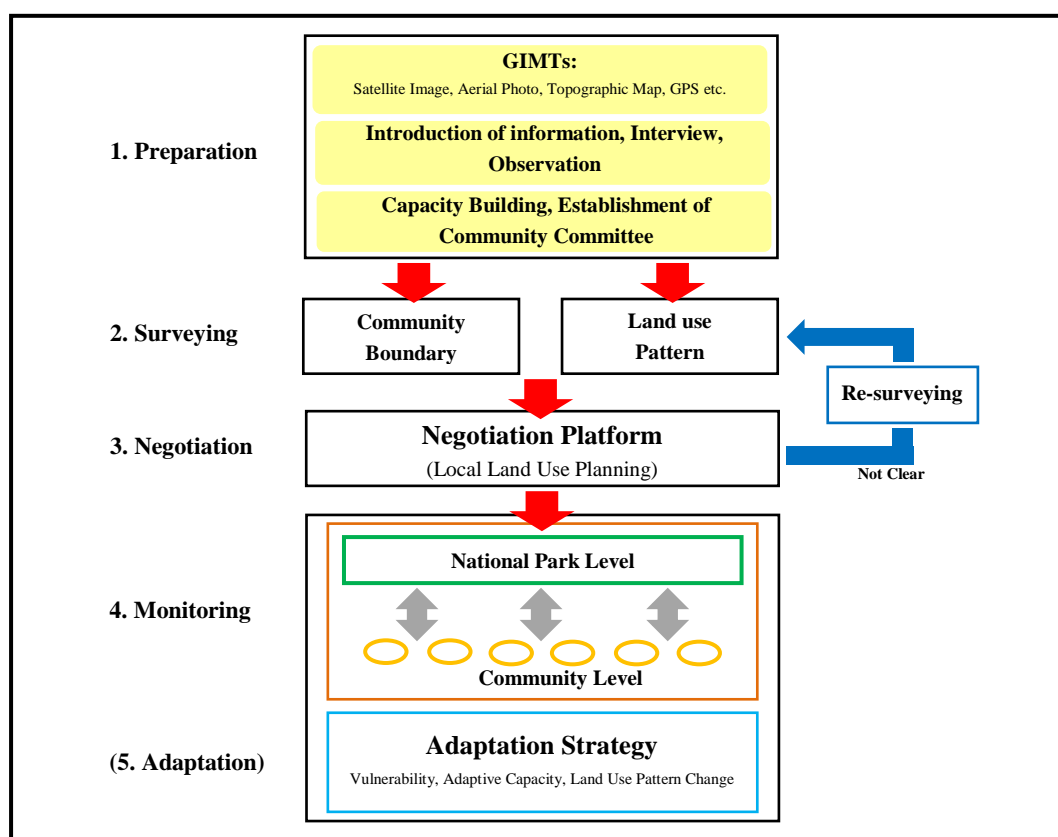 GIMTs:
Satellite Image, Aerial Photo, Topographic Map, GPS etc.
1. Preparation
Introduction of information, Interview,
Observation
Capacity Building, Establishment of
Community Committee
2. Surveying
Community
Boundary
Land use
Pattern
Re-surveying
3. Negotiation
Negotiation Platform
(Local Land Use Planning)
Not Clear
National Park Level
4. Monitoring
Community Level
(5. Adaptation)
Adaptation Strategy
Vulnerability, Adaptive Capacity, Land Use Pattern Change